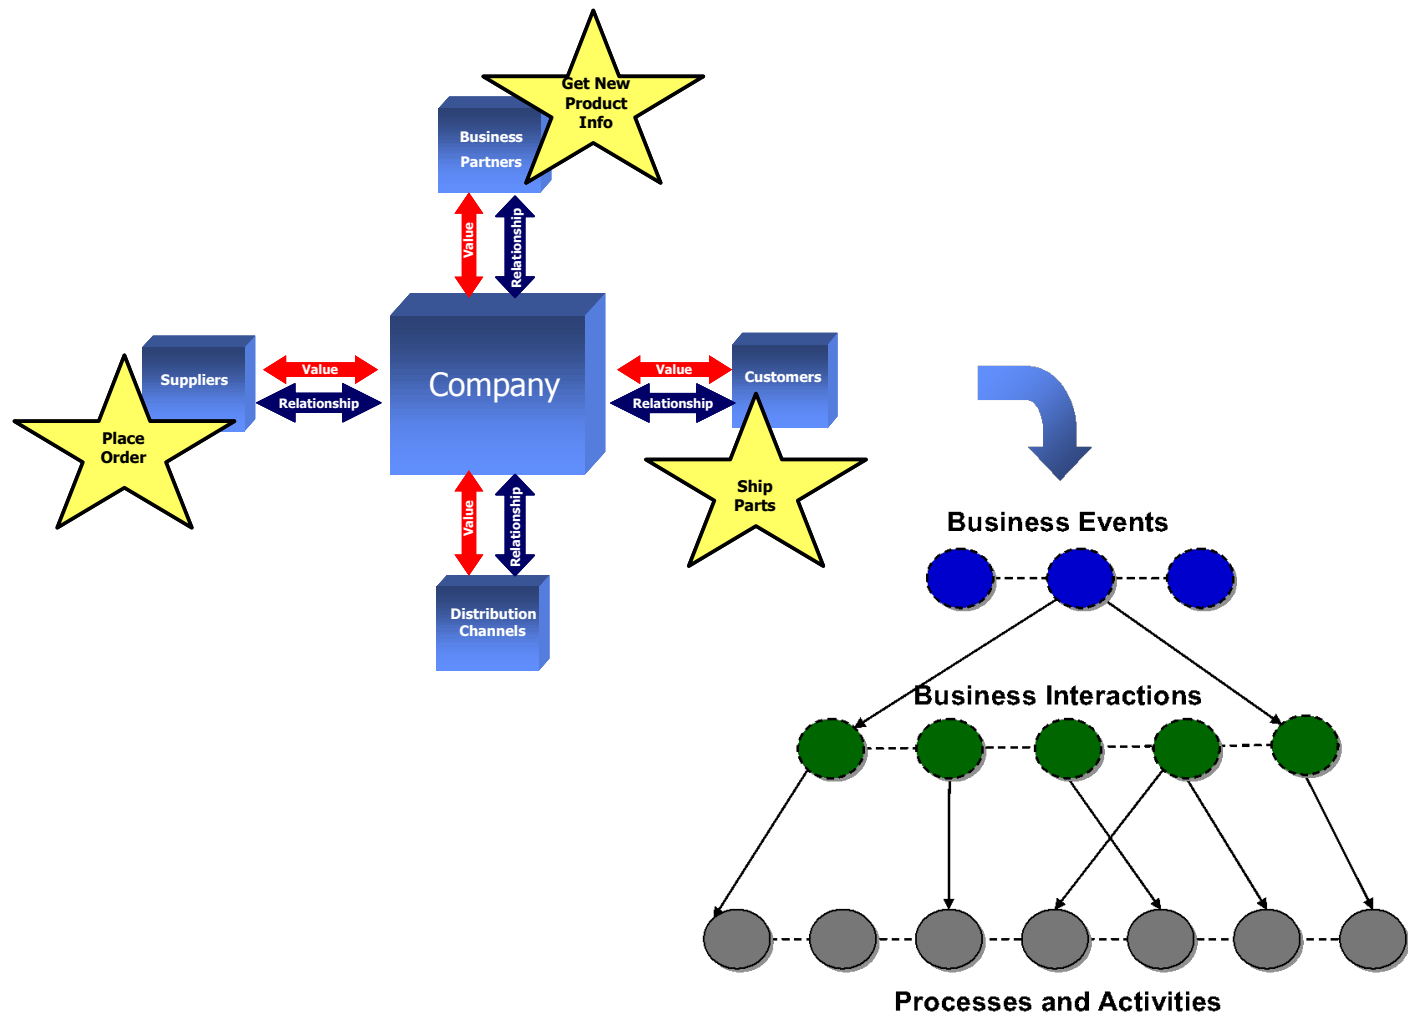 Get New
Product
Info
Business
Partners
Value
Relationship
Suppliers
Value
Relationship
Company
Value
Relationship
Customers
Place
Order
Ship
Parts
Value
Relationship
Distribution
Channels
Business Events
Business Interactions
Processes and Activities